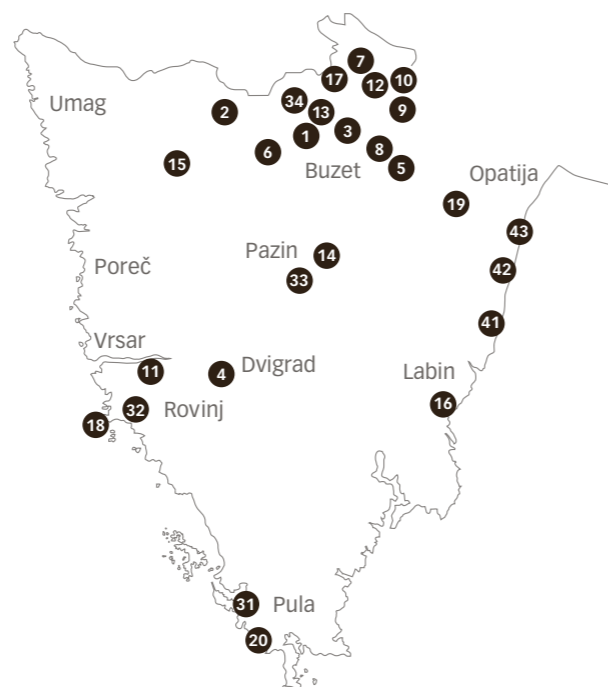 7
17
12
10
Umag
34
2
13
9
1
3
6
8
15
Buzet
5
Opatija
19
43
Pazin
14
Poreč
42
33
41
Vrsar
11
4
Dvigrad
Labin
32
Rovinj
16
18
31
Pula
20